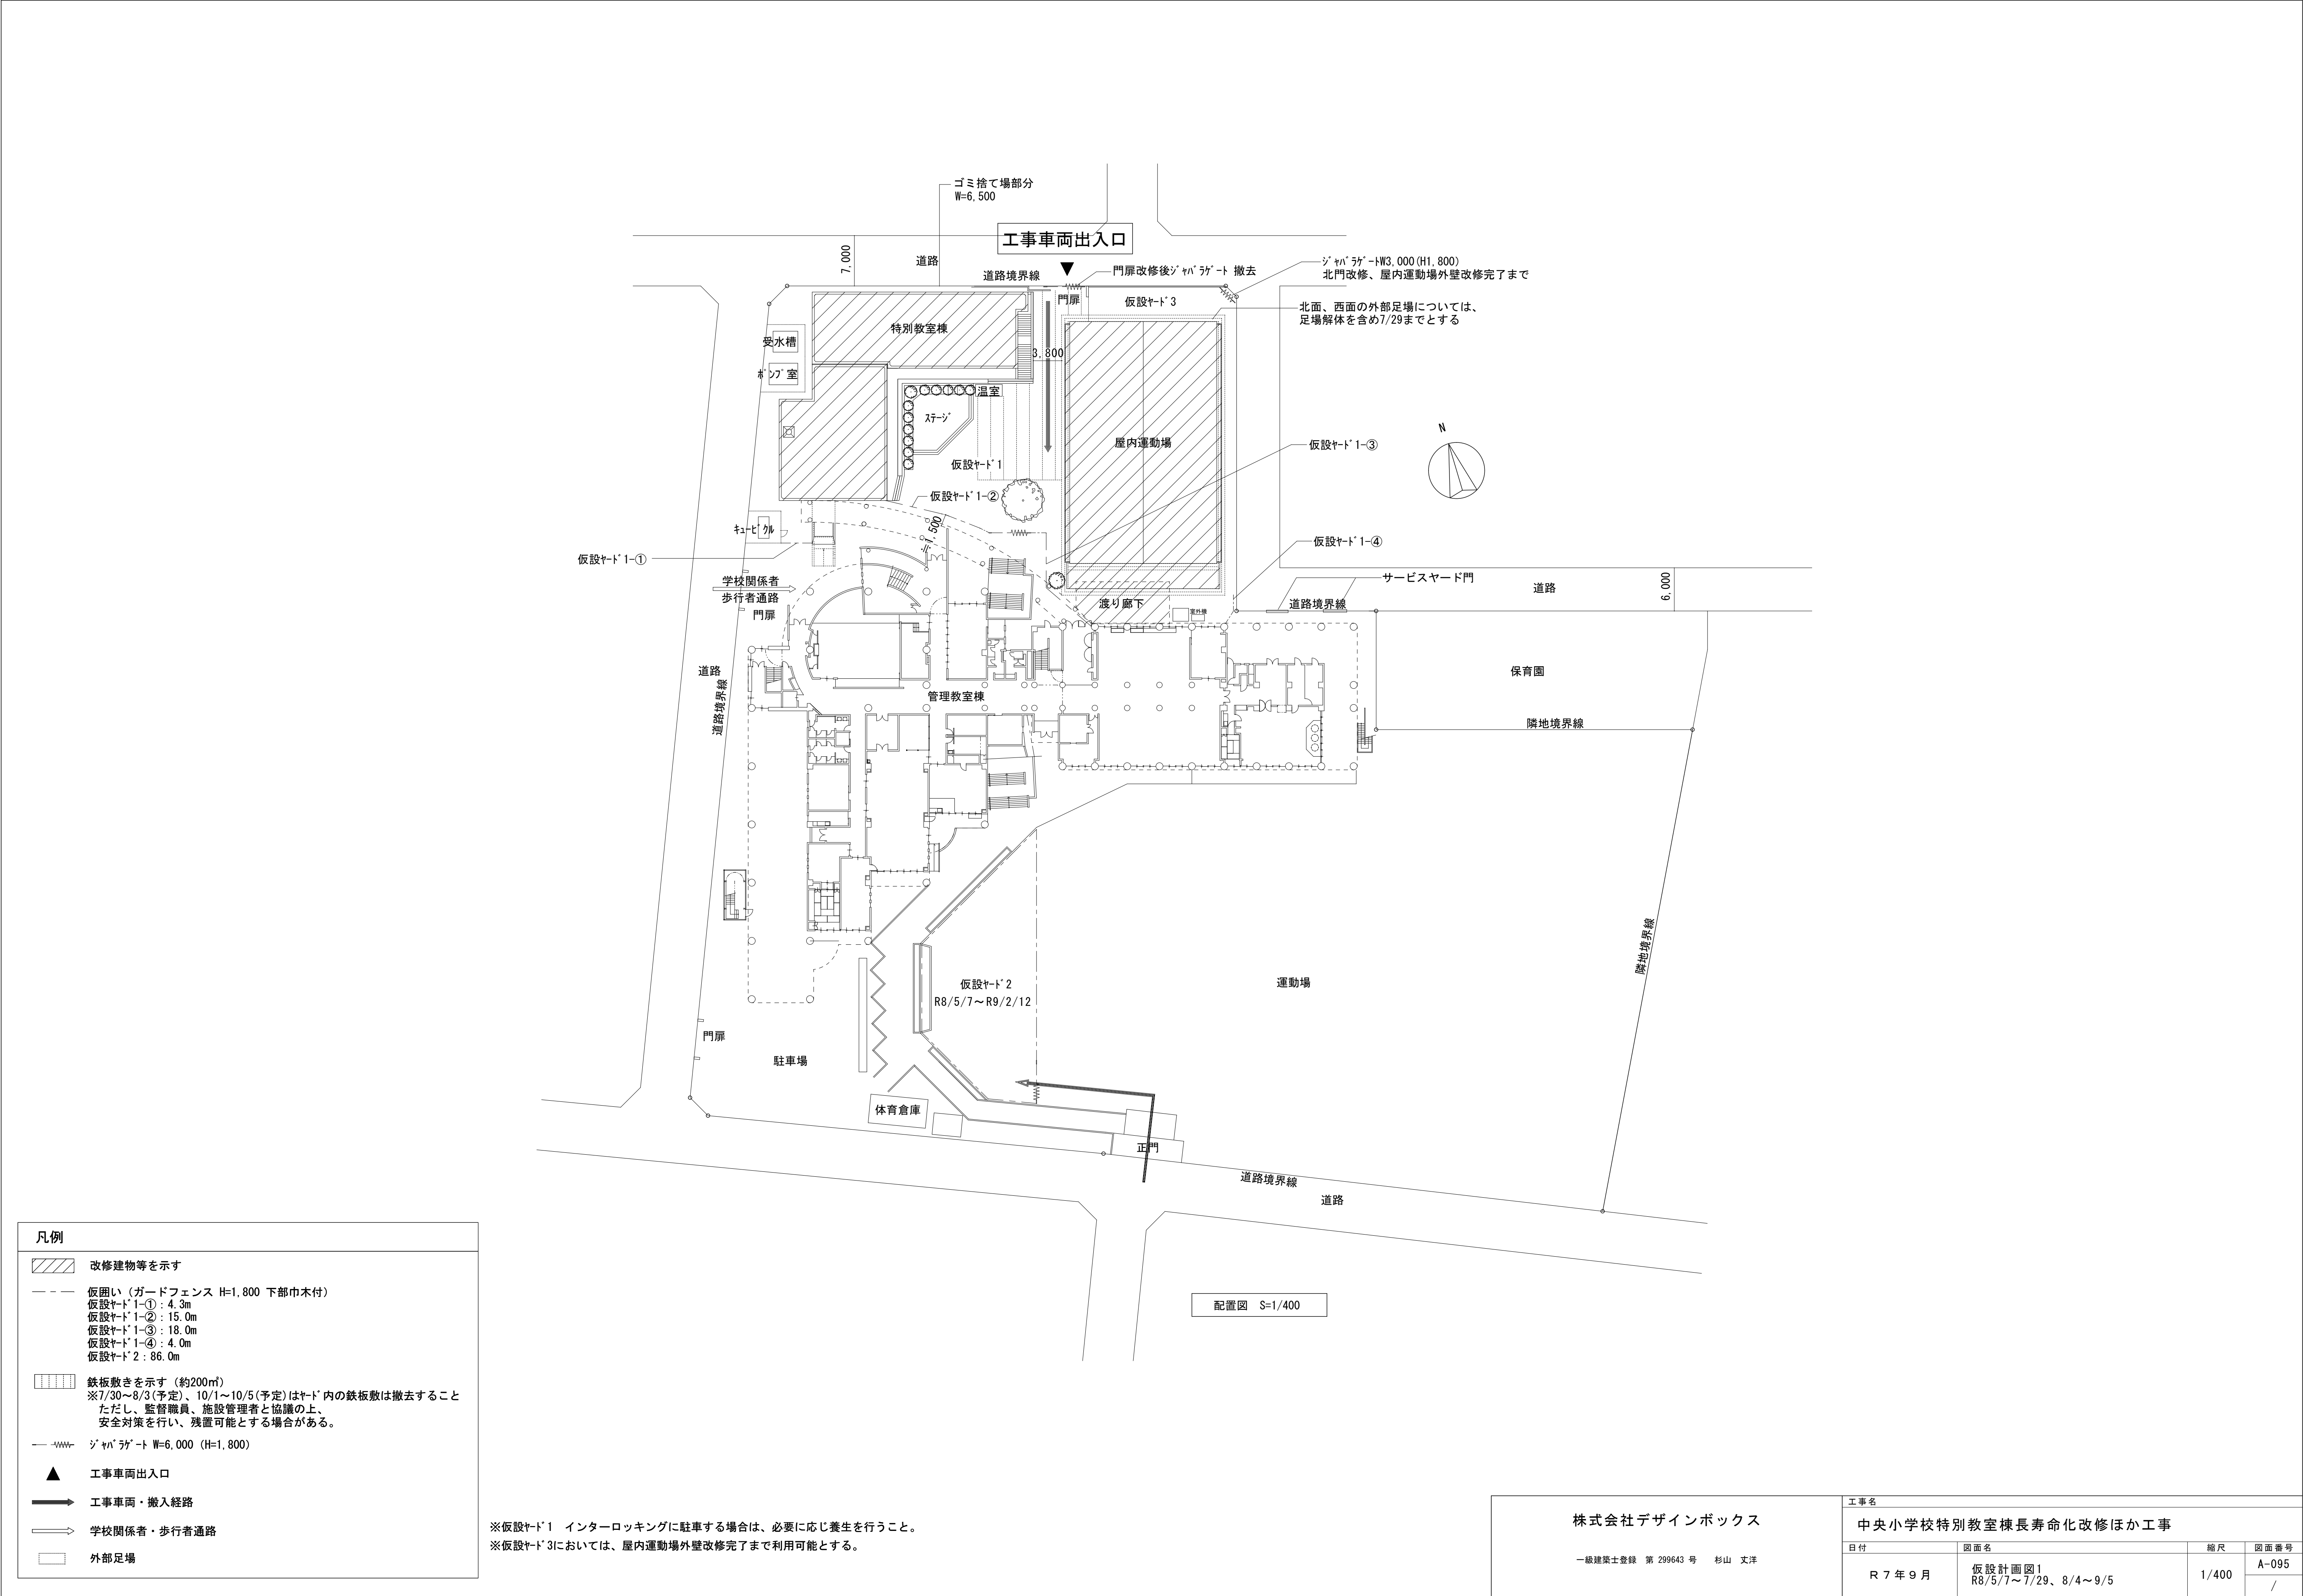 ゴミ捨て場部分
W=6,500
工事車両出入口
7,000
道路
道路境界線
門扉改修後ｼﾞｬﾊﾞﾗｹﾞｰﾄ 撤去
ｼﾞｬﾊﾞﾗｹﾞｰﾄW3,000(H1,800)
北門改修、屋内運動場外壁改修完了まで
門扉
仮設ﾔｰﾄﾞ3
北面、西面の外部足場については、
足場解体を含め7/29までとする
特別教室棟
受水槽
3,800
ﾎﾟﾝﾌﾟ室
温室
ｽﾃｰｼﾞ
N
屋内運動場
仮設ﾔｰﾄﾞ1-③
仮設ﾔｰﾄﾞ1
仮設ﾔｰﾄﾞ1-②
ｷｭｰﾋﾞｸﾙ
≒1,500
仮設ﾔｰﾄﾞ1-④
仮設ﾔｰﾄﾞ1-①
学校関係者
歩行者通路
サービスヤード門
道路
6,000
渡り廊下
室外機
道路境界線
門扉
道路
保育園
道路境界線
管理教室棟
隣地境界線
隣地境界線
仮設ﾔｰﾄﾞ2
R8/5/7～R9/2/12
運動場
門扉
駐車場
体育倉庫
正門
道路境界線
道路
配置図 S=1/400
凡例
改修建物等を示す
仮囲い（ガードフェンス H=1,800 下部巾木付）
仮設ﾔｰﾄﾞ1-①：4.3m
仮設ﾔｰﾄﾞ1-②：15.0m
仮設ﾔｰﾄﾞ1-③：18.0m
仮設ﾔｰﾄﾞ1-④：4.0m
仮設ﾔｰﾄﾞ2：86.0m
鉄板敷きを示す（約200㎡）
※7/30～8/3(予定)、10/1～10/5(予定)はﾔｰﾄﾞ内の鉄板敷は撤去すること
ただし、監督職員、施設管理者と協議の上、
安全対策を行い、残置可能とする場合がある。
ｼﾞｬﾊﾞﾗｹﾞｰﾄ W=6,000（H=1,800）
工事車両出入口
工事車両・搬入経路
学校関係者・歩行者通路
外部足場
※仮設ﾔｰﾄﾞ1　インターロッキングに駐車する場合は、必要に応じ養生を行うこと。
※仮設ﾔｰﾄﾞ3においては、屋内運動場外壁改修完了まで利用可能とする。
株式会社デザインボックス
一級建築士登録 第 299643 号　杉山 丈洋
工事名
中央小学校特別教室棟長寿命化改修ほか工事
日付 図面名 縮尺 図面番号
R７年９月
仮設計画図1
R8/5/7～7/29、8/4～9/5
1/400
A-095
/